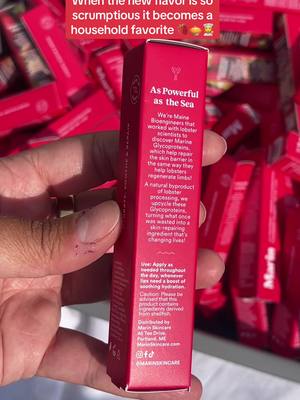 When the new flavor is so
scrumptious it becomes a
household favorite
As Powerful
as the Sea
We're Maine
Bioengineers that
worked with lobster
scientists to
discover Marine
Glycoproteins,
which help repair
the skin barrier in
the same way they
help lobsters
regenerate limbs!
A natural byproduct
of lobster
processing, we
upcycle these
Glycoproteins,
turning what once
was wasted into a
skin-repairing
ingredient that's
changing lives!
Use: Apply as
needed throughout
the day, whenever
lips need a boost of
soothing hydration.
Caution: Please be
advised that this
product contains
ingredients derived
from shellfish.
Distributed by
Marin Skincare
Portland, ME
MarinSkincare.com
@MARINSKINCARE
Marin